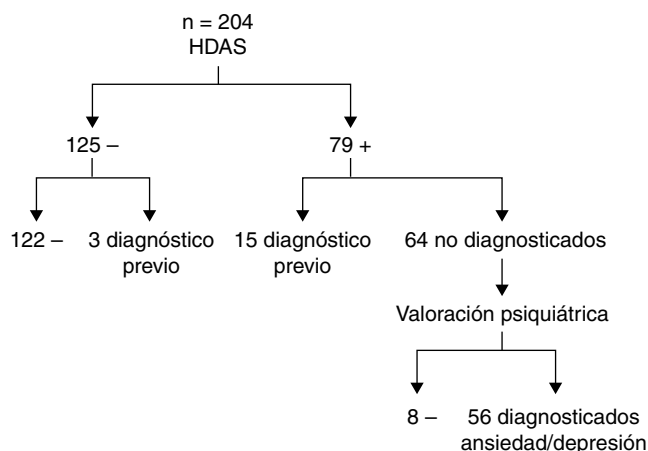 n = 204
HDAS
125 –
79 +
122 –
3 diagnóstico
previo
15 diagnóstico
previo
64 no diagnosticados
Valoración psiquiátrica
8 –
56 diagnosticados
ansiedad/depresión